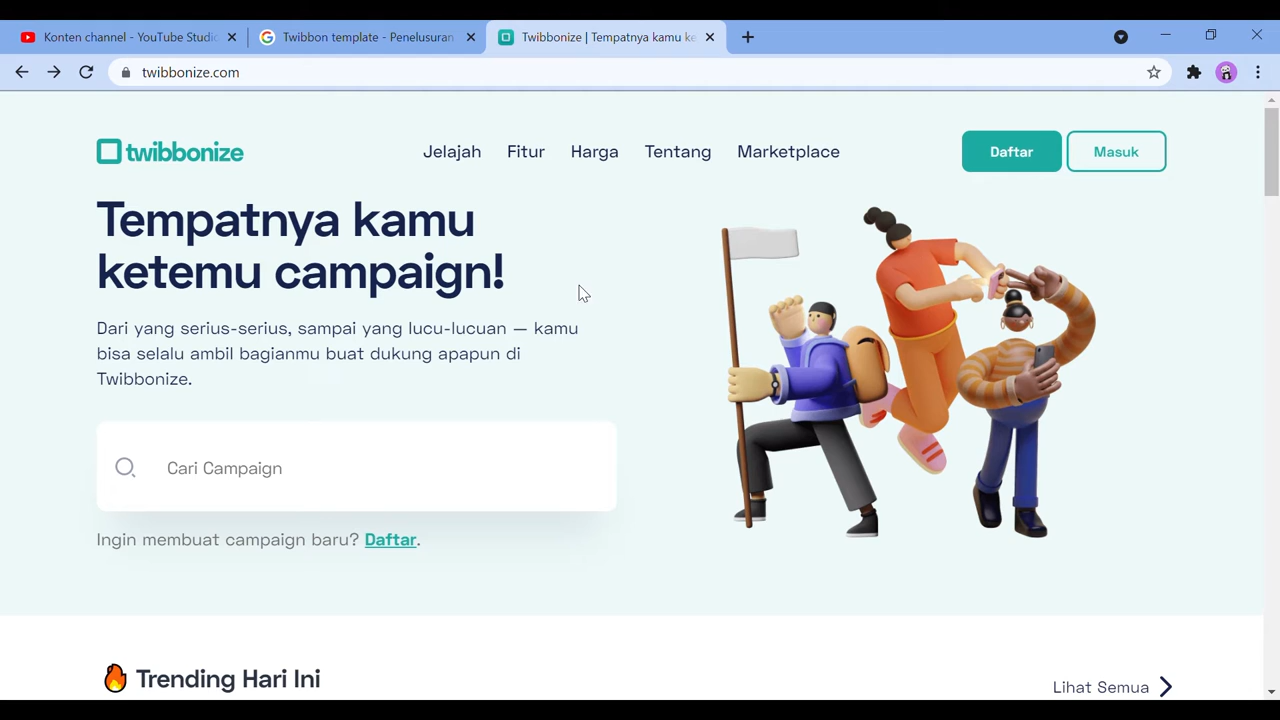 Konten channel - YouTube Studio
Twibbon template - Penelusuran
Twibbonize | Tempatnya kamu ke
twibbonize.com
twibbonize
Jelajah
Fitur
Harga
Tentang
Marketplace
Daftar
Masuk
Tempatnya kamu
ketemu campaign!
Dari yang serius-serius, sampai yang lucu-lucuan — kamu
bisa selalu ambil bagianmu buat dukung apapun di
Twibbonize.
Cari Campaign
Ingin membuat campaign baru? Daftar.
Trending Hari Ini
Lihat Semua